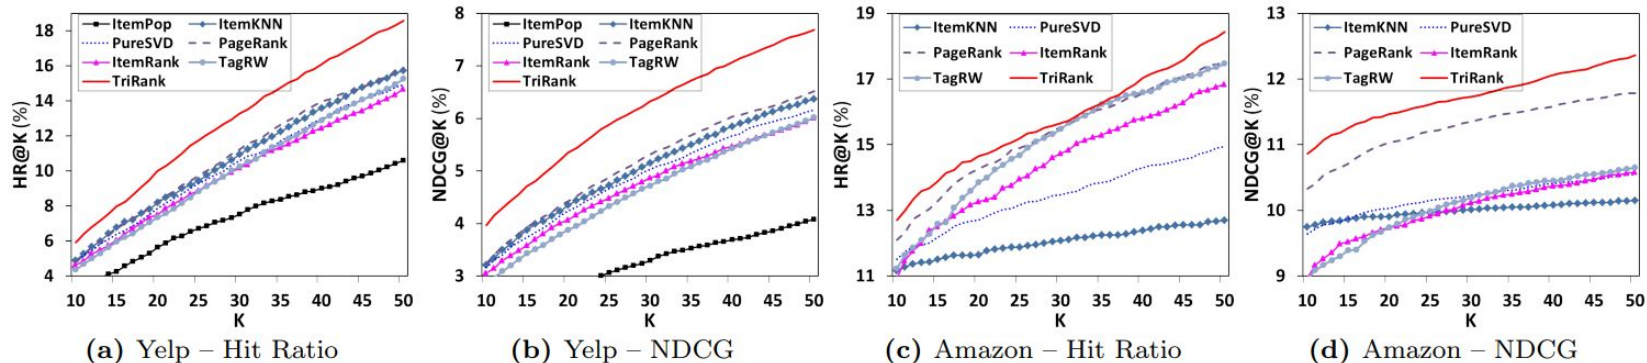 HR@K (%)
18
16
14
12
10
8
6
4
ItemPop
ItemKNN
PureSVD
PageRank
ItemRank
TagRW
TriRank
10 15 20 25 30 35 40 45 50
K
(a) Yelp – Hit Ratio
NDCG@K (%)
8
7
6
5
4
3
ItemPop
ItemKNN
PureSVD
PageRank
ItemRank
TagRW
TriRank
10 15 20 25 30 35 40 45 50
K
(b) Yelp – NDCG
HR@K (%)
19
17
15
13
11
ItemKNN
PureSVD
PageRank
ItemRank
TagRW
TriRank
10 15 20 25 30 35 40 45 50
K
(c) Amazon – Hit Ratio
NDCG@K (%)
13
12
11
10
9
ItemKNN
PureSVD
PageRank
ItemRank
TagRW
TriRank
10 15 20 25 30 35 40 45 50
K
(d) Amazon – NDCG